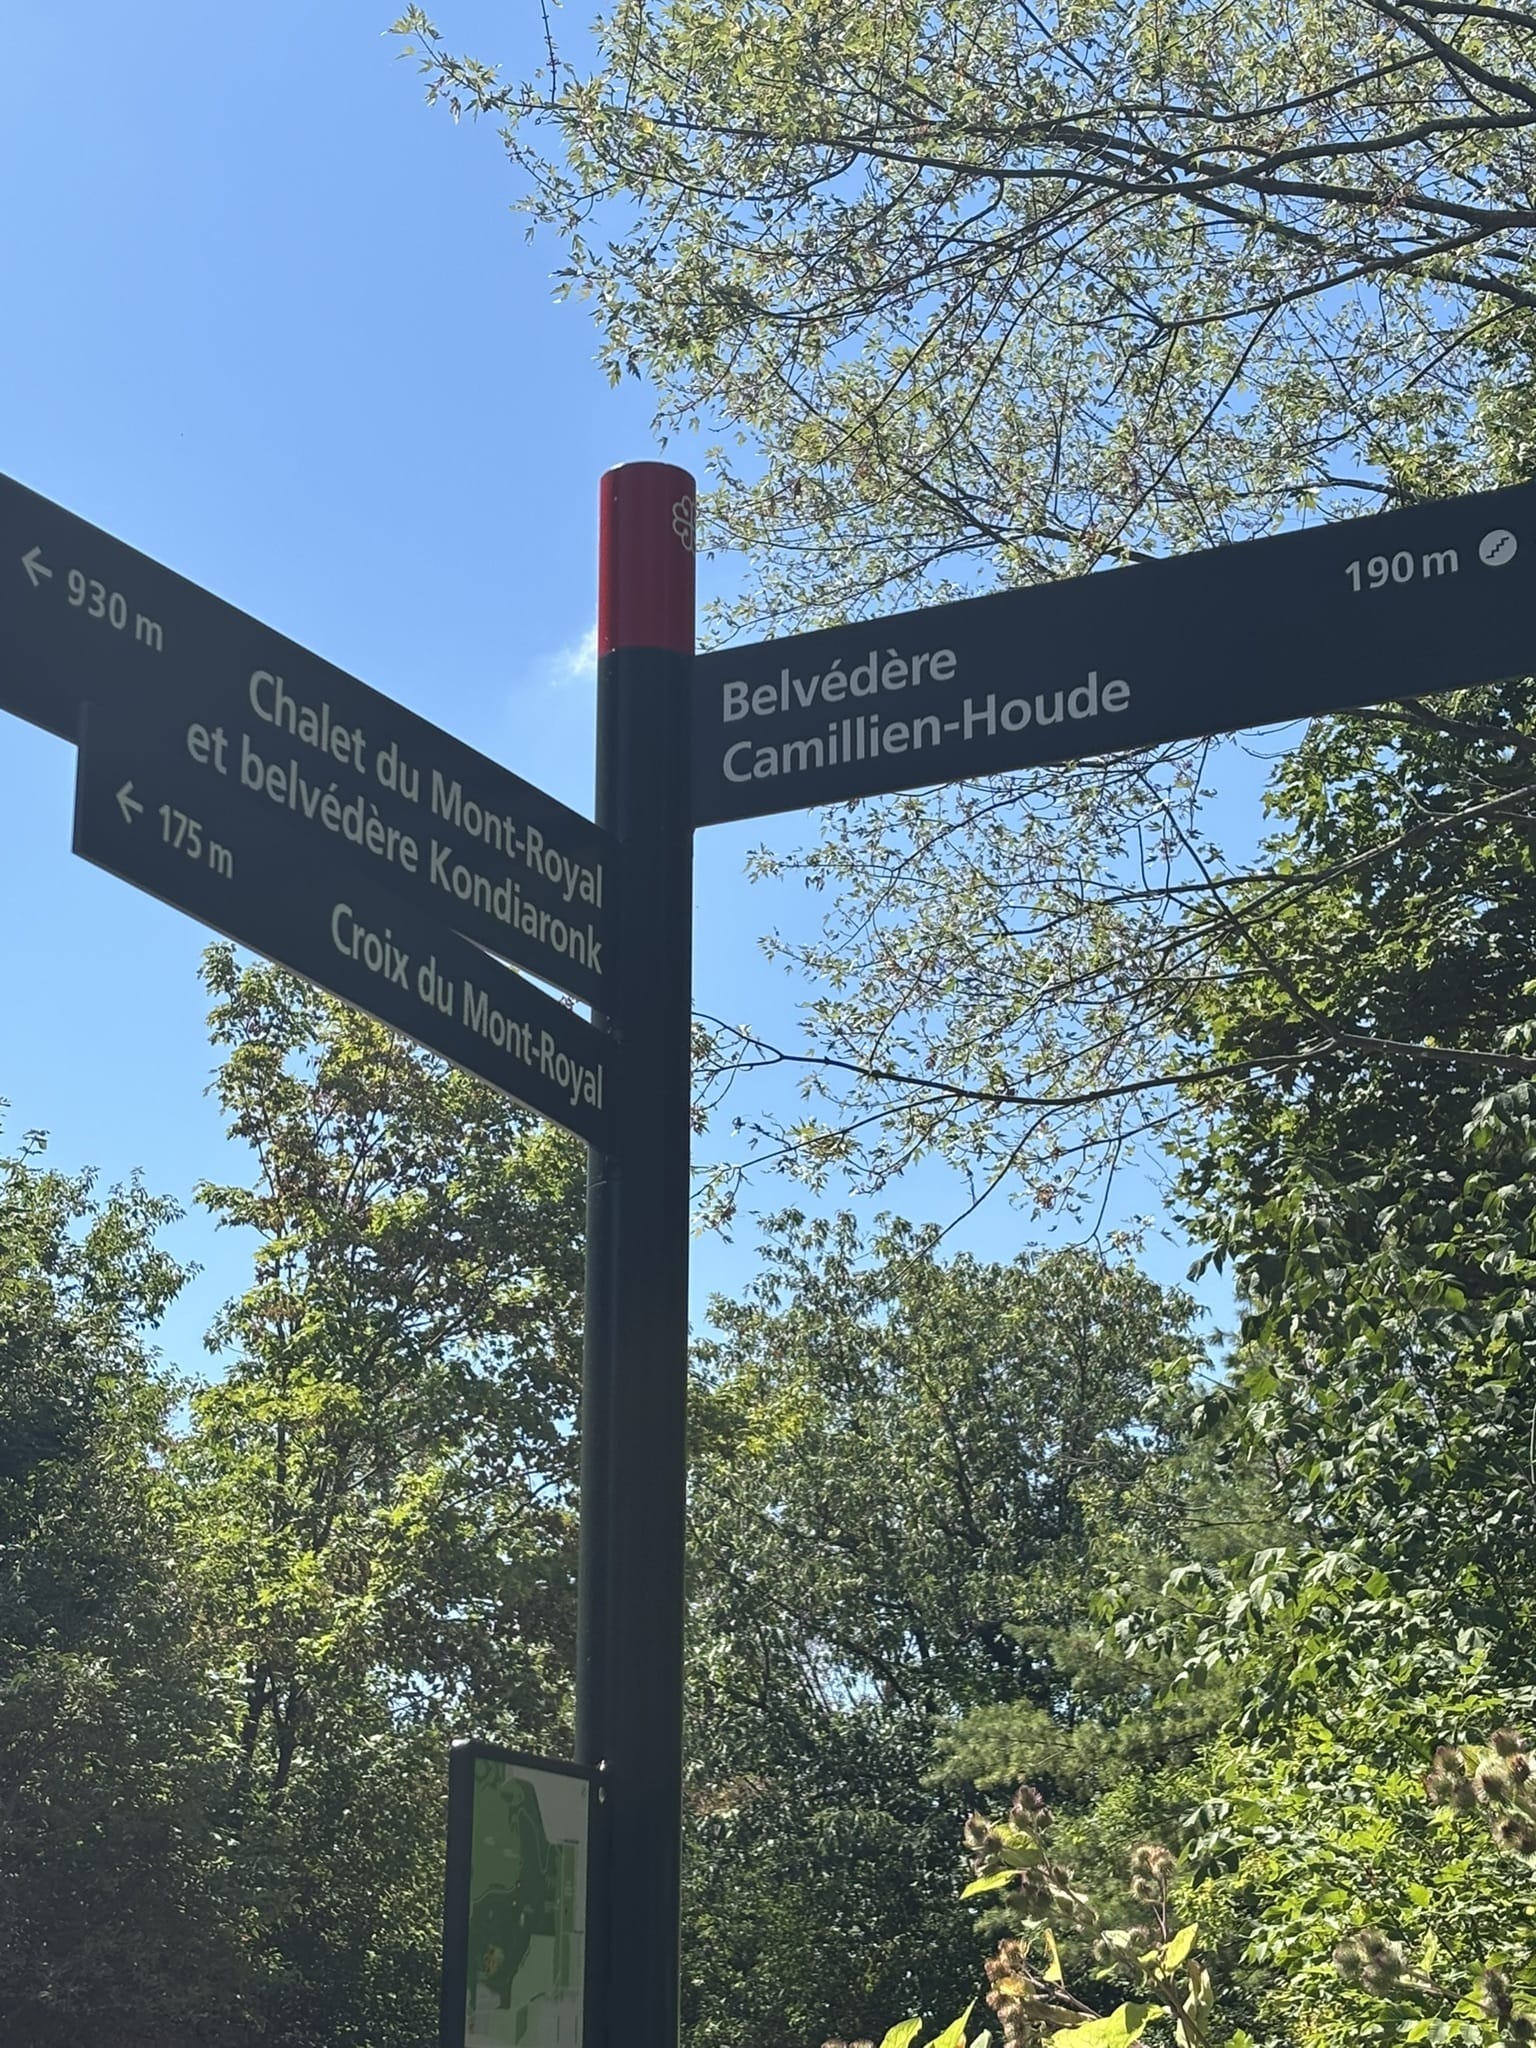 ← 930 m
Chalet du Mont-Royal
et belvédère Kondiaronk
← 175 m
Croix du Mont-Royal
190 m
Belvédère
Camillien-Houde